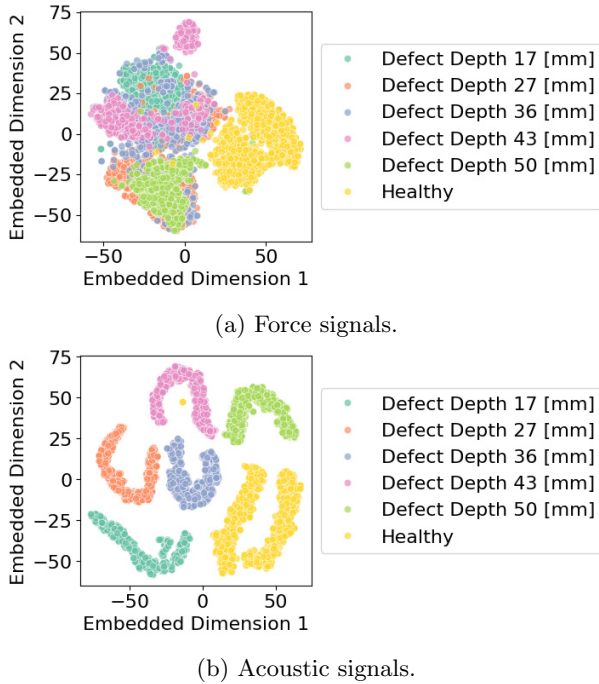 75
50
25
0
−25
−50
Embedded Dimension 2
−50 0 50
Embedded Dimension 1
Defect Depth 17 [mm]
Defect Depth 27 [mm]
Defect Depth 36 [mm]
Defect Depth 43 [mm]
Defect Depth 50 [mm]
Healthy
(a) Force signals.
75
50
25
0
−25
−50
Embedded Dimension 2
−50 0 50
Embedded Dimension 1
Defect Depth 17 [mm]
Defect Depth 27 [mm]
Defect Depth 36 [mm]
Defect Depth 43 [mm]
Defect Depth 50 [mm]
Healthy
(b) Acoustic signals.